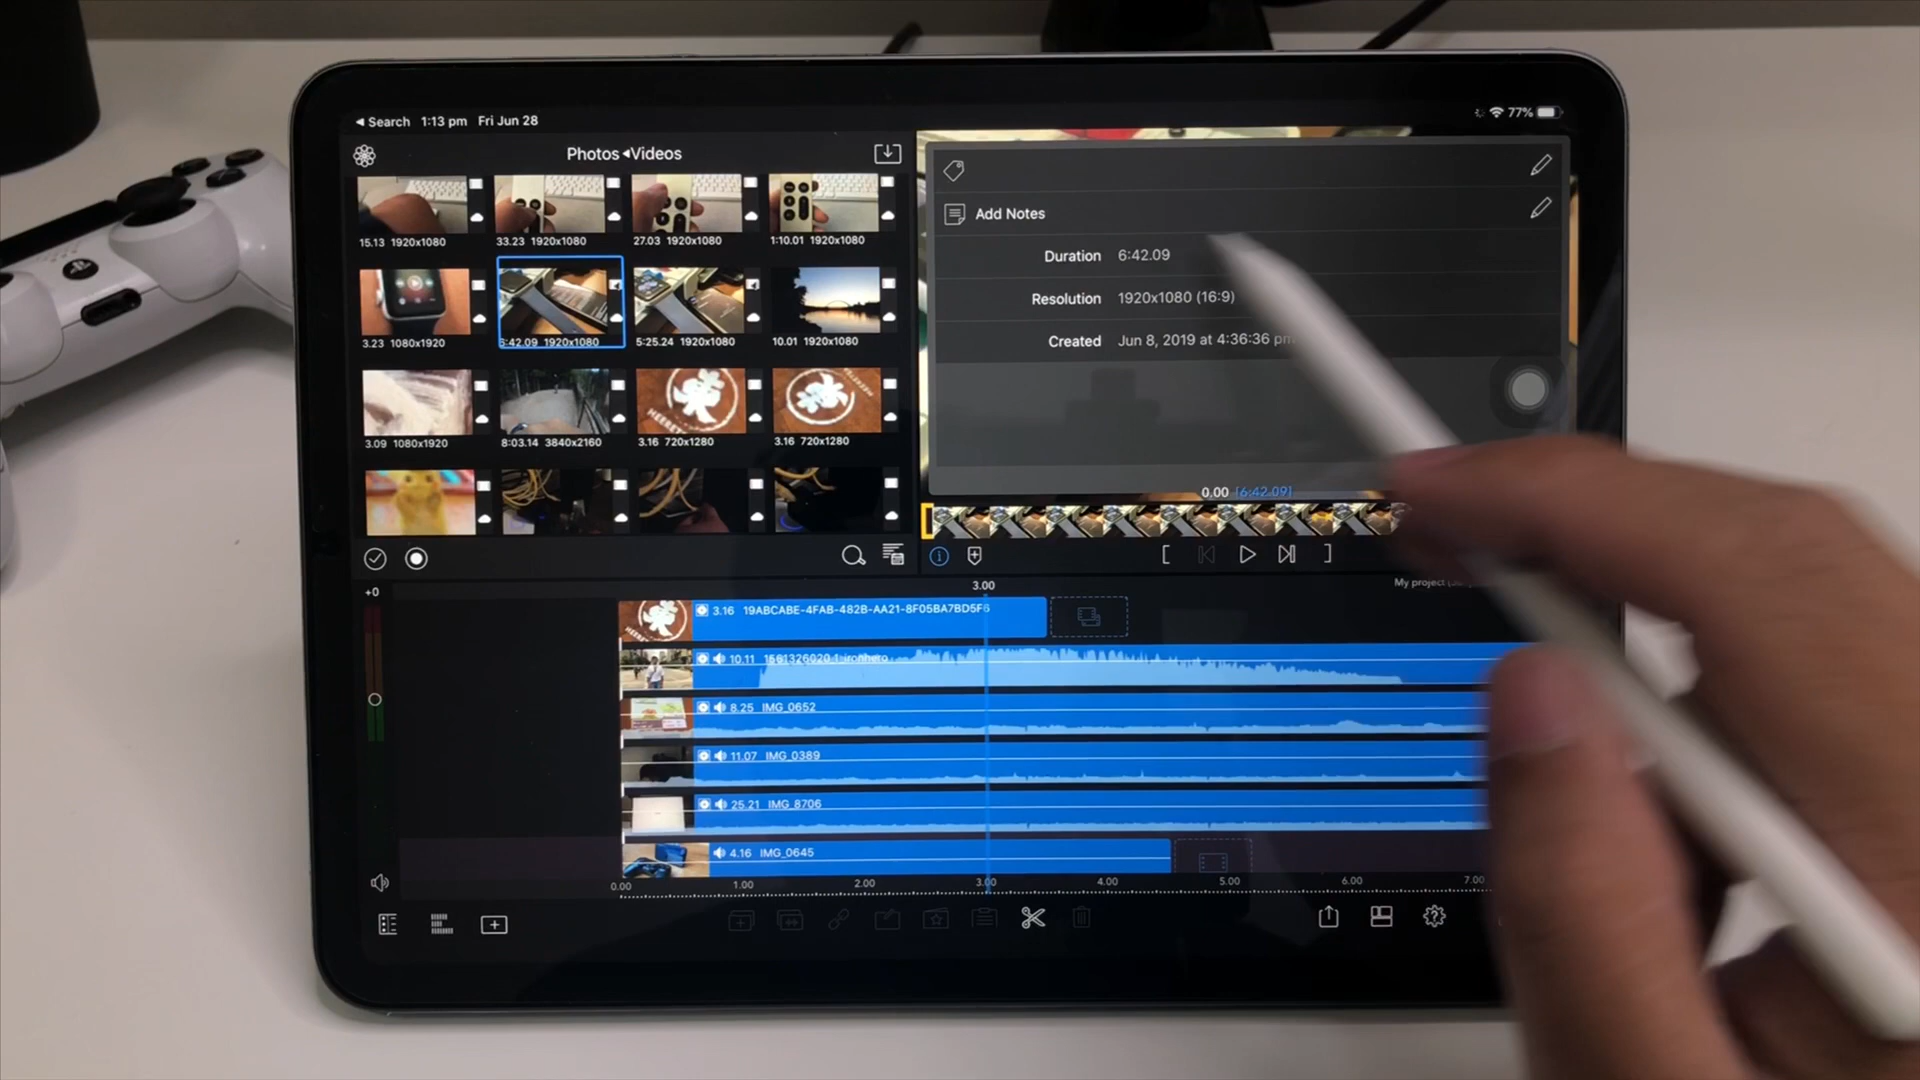 ◂ Search 1:13 pm Fri Jun 28
77%
Photos◂Videos
15.13 1920x1080
33.23 1920x1080
27.03 1920x1080
1:10.01 1920x1080
3.23 1080x1920
6:42.09 1920x1080
5:25.24 1920x1080
10.01 1920x1080
3.09 1080x1920
8:03.14 3840x2160
3.16 720x1280
3.16 720x1280
Add Notes
Duration 6:42.09
Resolution 1920x1080 (16:9)
Created Jun 8, 2019 at 4:36:36 pm
0.00 [6:42.09]
+0
3.00
My project
3.16 19ABCABE-4FAB-482B-AA21-8F05BA7BD5F6
10.11 1561326020.1_ironhero
8.25 IMG_0652
11.07 IMG_0389
25.21 IMG_8706
4.16 IMG_0645
0.00 1.00 2.00 3.00 4.00 5.00 6.00 7.00